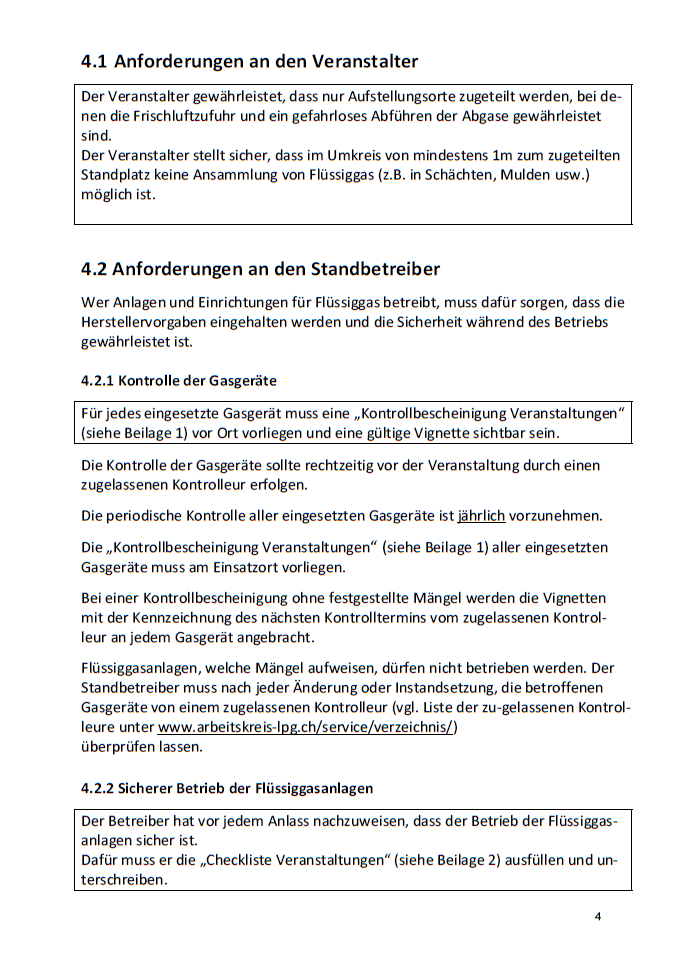 4.1 Anforderungen an den Veranstalter
Der Veranstalter gewährleistet, dass nur Aufstellungsorte zugeteilt werden, bei de-
nen die Frischluftzufuhr und ein gefahrloses Abführen der Abgase gewährleistet
sind.
Der Veranstalter stellt sicher, dass im Umkreis von mindestens 1m zum zugeteilten
Standplatz keine Ansammlung von Flüssiggas (z.B. in Schächten, Mulden usw.)
möglich ist.
4.2 Anforderungen an den Standbetreiber
Wer Anlagen und Einrichtungen für Flüssiggas betreibt, muss dafür sorgen, dass die
Herstellervorgaben eingehalten werden und die Sicherheit während des Betriebs
gewährleistet ist.
4.2.1 Kontrolle der Gasgeräte
Für jedes eingesetzte Gasgerät muss eine „Kontrollbescheinigung Veranstaltungen“
(siehe Beilage 1) vor Ort vorliegen und eine gültige Vignette sichtbar sein.
Die Kontrolle der Gasgeräte sollte rechtzeitig vor der Veranstaltung durch einen
zugelassenen Kontrolleur erfolgen.
Die periodische Kontrolle aller eingesetzten Gasgeräte ist jährlich vorzunehmen.
Die „Kontrollbescheinigung Veranstaltungen“ (siehe Beilage 1) aller eingesetzten
Gasgeräte muss am Einsatzort vorliegen.
Bei einer Kontrollbescheinigung ohne festgestellte Mängel werden die Vignetten
mit der Kennzeichnung des nächsten Kontrolltermins vom zugelassenen Kontrol-
leur an jedem Gasgerät angebracht.
Flüssiggasanlagen, welche Mängel aufweisen, dürfen nicht betrieben werden. Der
Standbetreiber muss nach jeder Änderung oder Instandsetzung, die betroffenen
Gasgeräte von einem zugelassenen Kontrolleur (vgl. Liste der zu-gelassenen Kontrol-
leure unter www.arbeitskreis-lpg.ch/service/verzeichnis/)
überprüfen lassen.
4.2.2 Sicherer Betrieb der Flüssiggasanlagen
Der Betreiber hat vor jedem Anlass nachzuweisen, dass der Betrieb der Flüssiggas-
anlagen sicher ist.
Dafür muss er die „Checkliste Veranstaltungen“ (siehe Beilage 2) ausfüllen und un-
terschreiben.
4